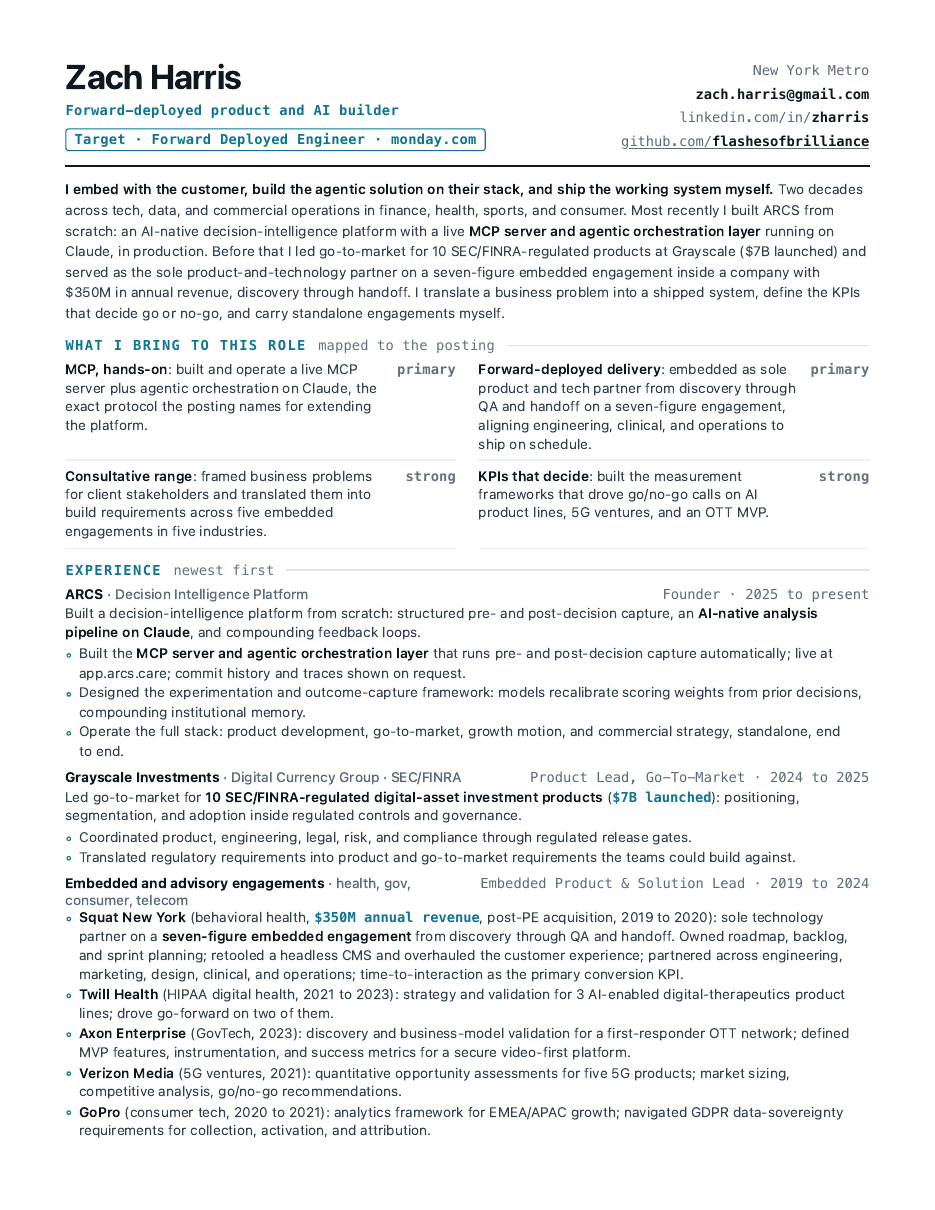 Zach Harris
Forward-deployed product and AI builder
Target · Forward Deployed Engineer · monday.com
New York Metro
zach.harris@gmail.com
linkedin.com/in/zharris
github.com/flashesofbrilliance
I embed with the customer, build the agentic solution on their stack, and ship the working system myself. Two decades
across tech, data, and commercial operations in finance, health, sports, and consumer. Most recently I built ARCS from
scratch: an AI-native decision-intelligence platform with a live MCP server and agentic orchestration layer running on
Claude, in production. Before that I led go-to-market for 10 SEC/FINRA-regulated products at Grayscale ($7B launched) and
served as the sole product-and-technology partner on a seven-figure embedded engagement inside a company with
$350M in annual revenue, discovery through handoff. I translate a business problem into a shipped system, define the KPIs
that decide go or no-go, and carry standalone engagements myself.
WHAT I BRING TO THIS ROLE mapped to the posting
MCP, hands-on: built and operate a live MCP primary
server plus agentic orchestration on Claude, the
exact protocol the posting names for extending
the platform.
Forward-deployed delivery: embedded as sole primary
product and tech partner from discovery through
QA and handoff on a seven-figure engagement,
aligning engineering, clinical, and operations to
ship on schedule.
Consultative range: framed business problems strong
for client stakeholders and translated them into
build requirements across five embedded
engagements in five industries.
KPIs that decide: built the measurement strong
frameworks that drove go/no-go calls on AI
product lines, 5G ventures, and an OTT MVP.
EXPERIENCE newest first
ARCS · Decision Intelligence Platform Founder · 2025 to present
Built a decision-intelligence platform from scratch: structured pre- and post-decision capture, an AI-native analysis
pipeline on Claude, and compounding feedback loops.
Built the MCP server and agentic orchestration layer that runs pre- and post-decision capture automatically; live at
app.arcs.care; commit history and traces shown on request.
Designed the experimentation and outcome-capture framework: models recalibrate scoring weights from prior decisions,
compounding institutional memory.
Operate the full stack: product development, go-to-market, growth motion, and commercial strategy, standalone, end
to end.
Grayscale Investments · Digital Currency Group · SEC/FINRA Product Lead, Go-To-Market · 2024 to 2025
Led go-to-market for 10 SEC/FINRA-regulated digital-asset investment products ($7B launched): positioning,
segmentation, and adoption inside regulated controls and governance.
Coordinated product, engineering, legal, risk, and compliance through regulated release gates.
Translated regulatory requirements into product and go-to-market requirements the teams could build against.
Embedded and advisory engagements · health, gov, Embedded Product & Solution Lead · 2019 to 2024
consumer, telecom
Squat New York (behavioral health, $350M annual revenue, post-PE acquisition, 2019 to 2020): sole technology
partner on a seven-figure embedded engagement from discovery through QA and handoff. Owned roadmap, backlog,
and sprint planning; retooled a headless CMS and overhauled the customer experience; partnered across engineering,
marketing, design, clinical, and operations; time-to-interaction as the primary conversion KPI.
Twill Health (HIPAA digital health, 2021 to 2023): strategy and validation for 3 AI-enabled digital-therapeutics product
lines; drove go-forward on two of them.
Axon Enterprise (GovTech, 2023): discovery and business-model validation for a first-responder OTT network; defined
MVP features, instrumentation, and success metrics for a secure video-first platform.
Verizon Media (5G ventures, 2021): quantitative opportunity assessments for five 5G products; market sizing,
competitive analysis, go/no-go recommendations.
GoPro (consumer tech, 2020 to 2021): analytics framework for EMEA/APAC growth; navigated GDPR data-sovereignty
requirements for collection, activation, and attribution.